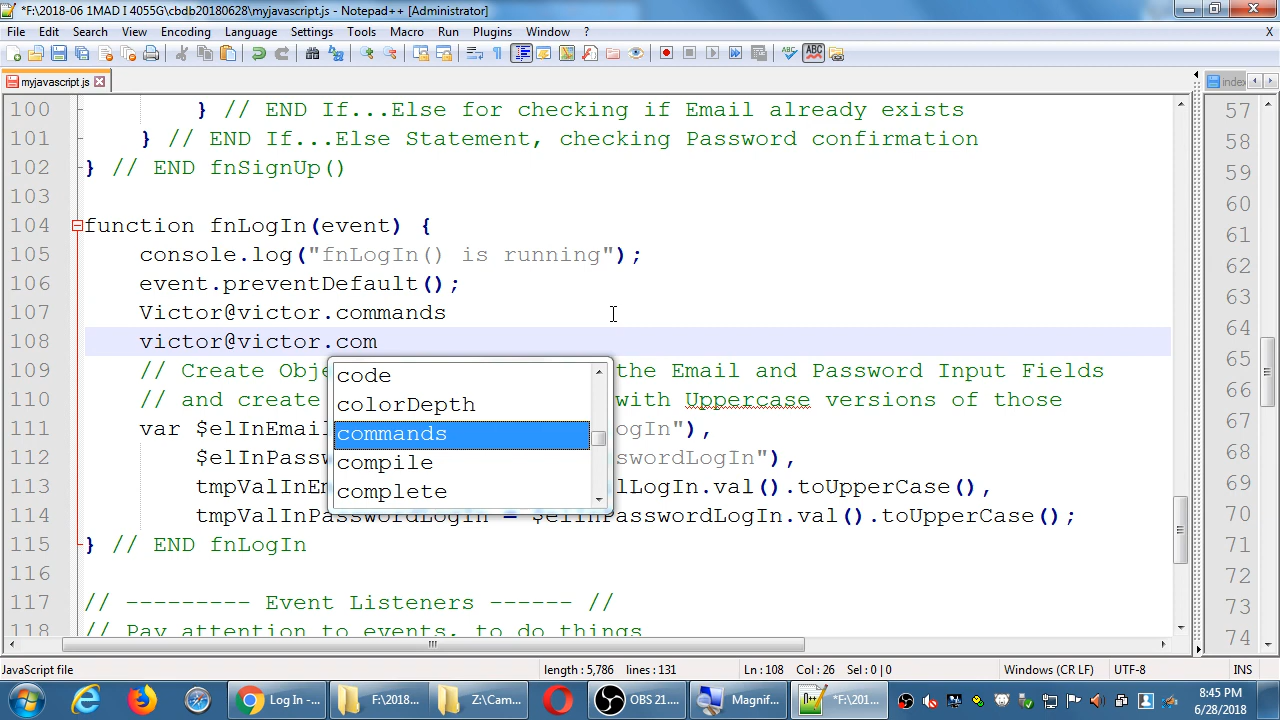 *F:\2018-06 1MAD I 4055G\cbdb20180628\myjavascript.js - Notepad++ [Administrator]
File Edit Search View Encoding Language Settings Tools Macro Run Plugins Window ? X
myjavascript.js index
100 } // END If...Else for checking if Email already exists
101 } // END If...Else Statement, checking Password confirmation
102 } // END fnSignUp()
103
104 function fnLogIn(event) {
105 console.log("fnLogIn() is running");
106 event.preventDefault();
107 Victor@victor.commands
108 victor@victor.com
109 // Create Obj the Email and Password Input Fields
110 // and create with Uppercase versions of those
111 var $elInEmai ogIn"),
112 $elInPass swordLogIn"),
113 tmpValInEm lLogIn.val().toUpperCase(),
114 tmpValInPasswordLogIn = $elInPasswordLogIn.val().toUpperCase();
115 } // END fnLogIn
116
117 // --------- Event Listeners ------ //
118 // Pay attention to events, to do things
code
colorDepth
commands
compile
complete
57
58
59
60
61
62
63
64
65
66
67
68
69
70
71
72
73
74
JavaScript file length : 5,786 lines : 131 Ln : 108 Col : 26 Sel : 0 | 0 Windows (CR LF) UTF-8 INS
Log In -... F:\2018... Z:\Cam... OBS 21.... Magnif... *F:\201...
8:45 PM
6/28/2018